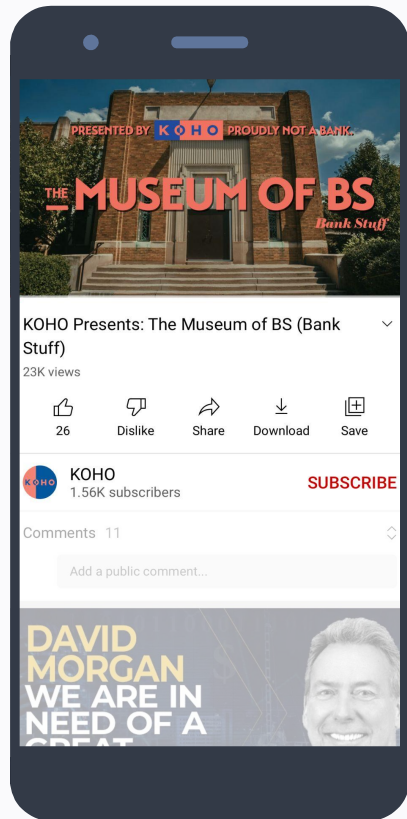 PRESENTED BY KOHO PROUDLY NOT A BANK.
THE MUSEUM OF BS
Bank Stuff
KOHO Presents: The Museum of BS (Bank
Stuff)
23K views
26 Dislike Share Download Save
KOHO
KOHO
1.56K subscribers
SUBSCRIBE
Comments 11
Add a public comment...
DAVID
MORGAN
WE ARE IN
NEED OF A
GREAT